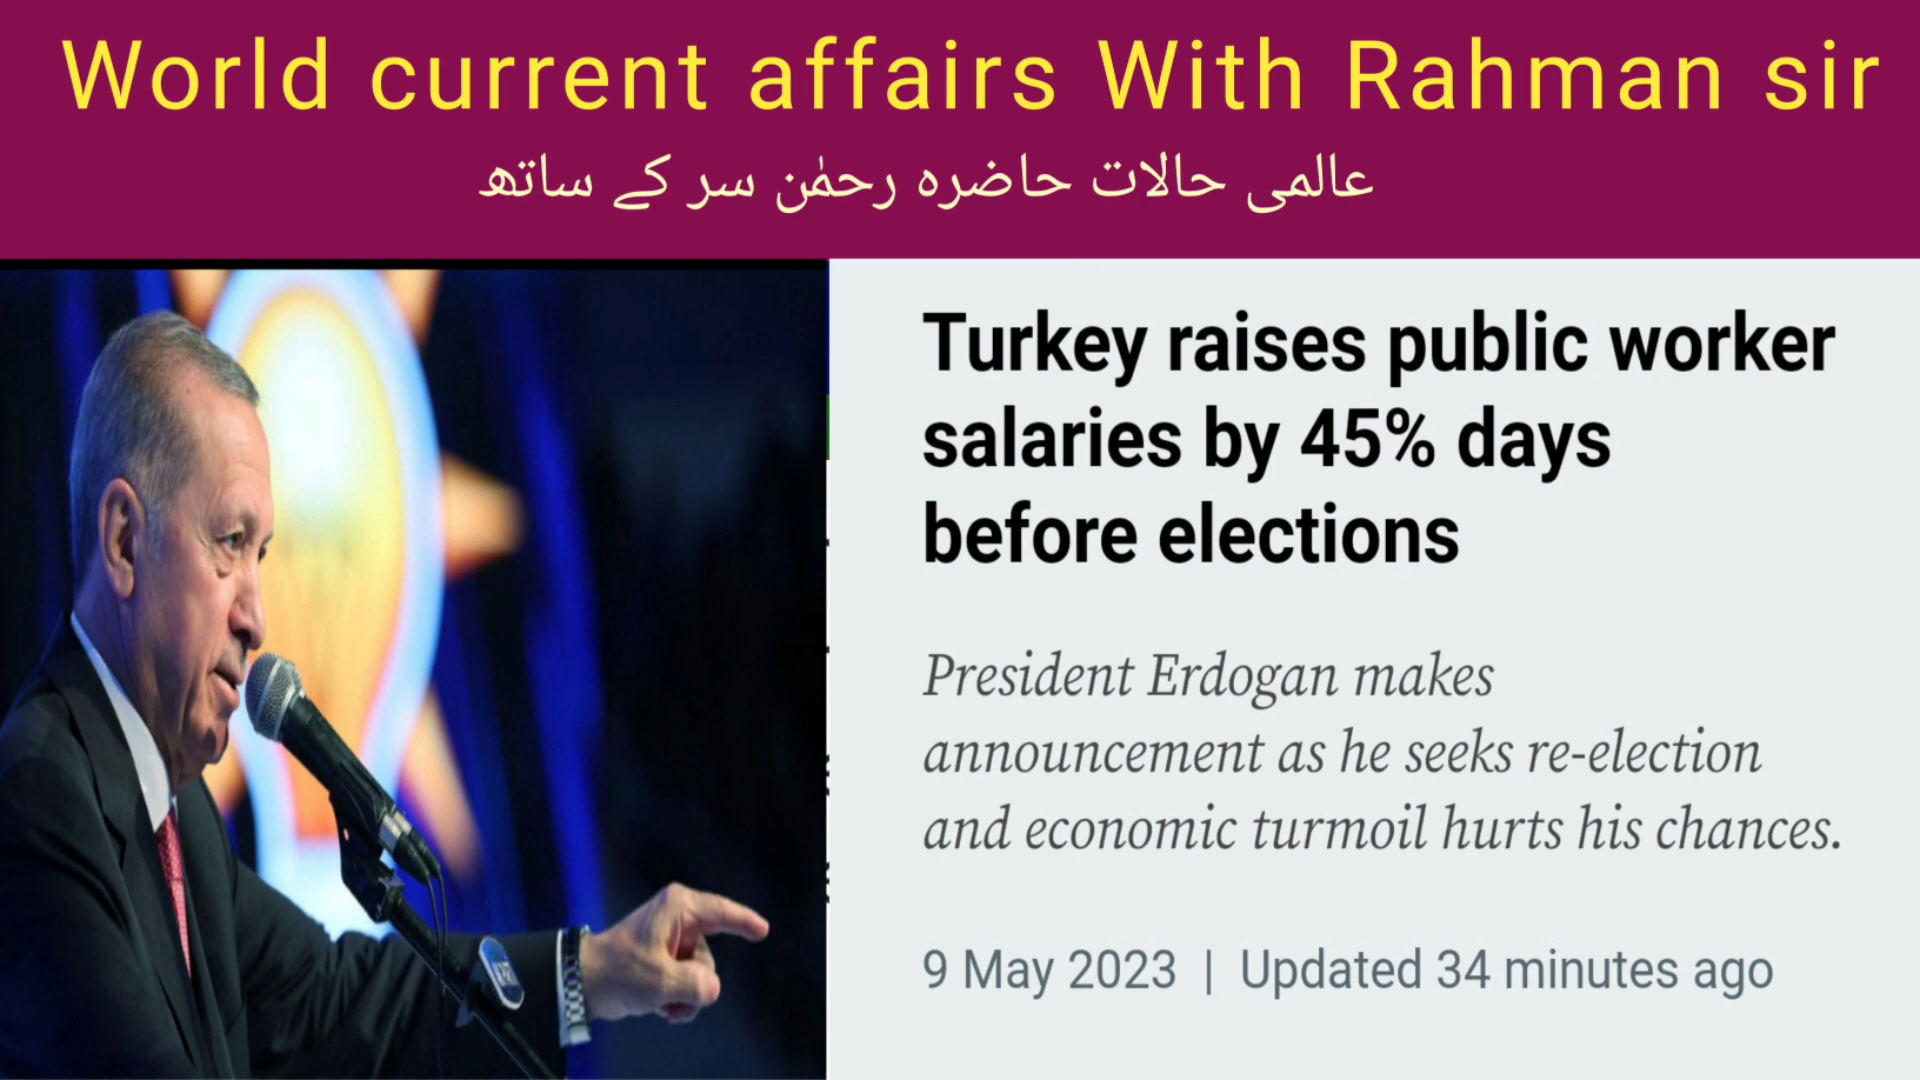 World current affairs With Rahman sir
عالمی حالات حاضرہ رحمٰن سر کے ساتھ
Turkey raises public worker
salaries by 45% days
before elections
President Erdogan makes
announcement as he seeks re-election
and economic turmoil hurts his chances.
9 May 2023 | Updated 34 minutes ago